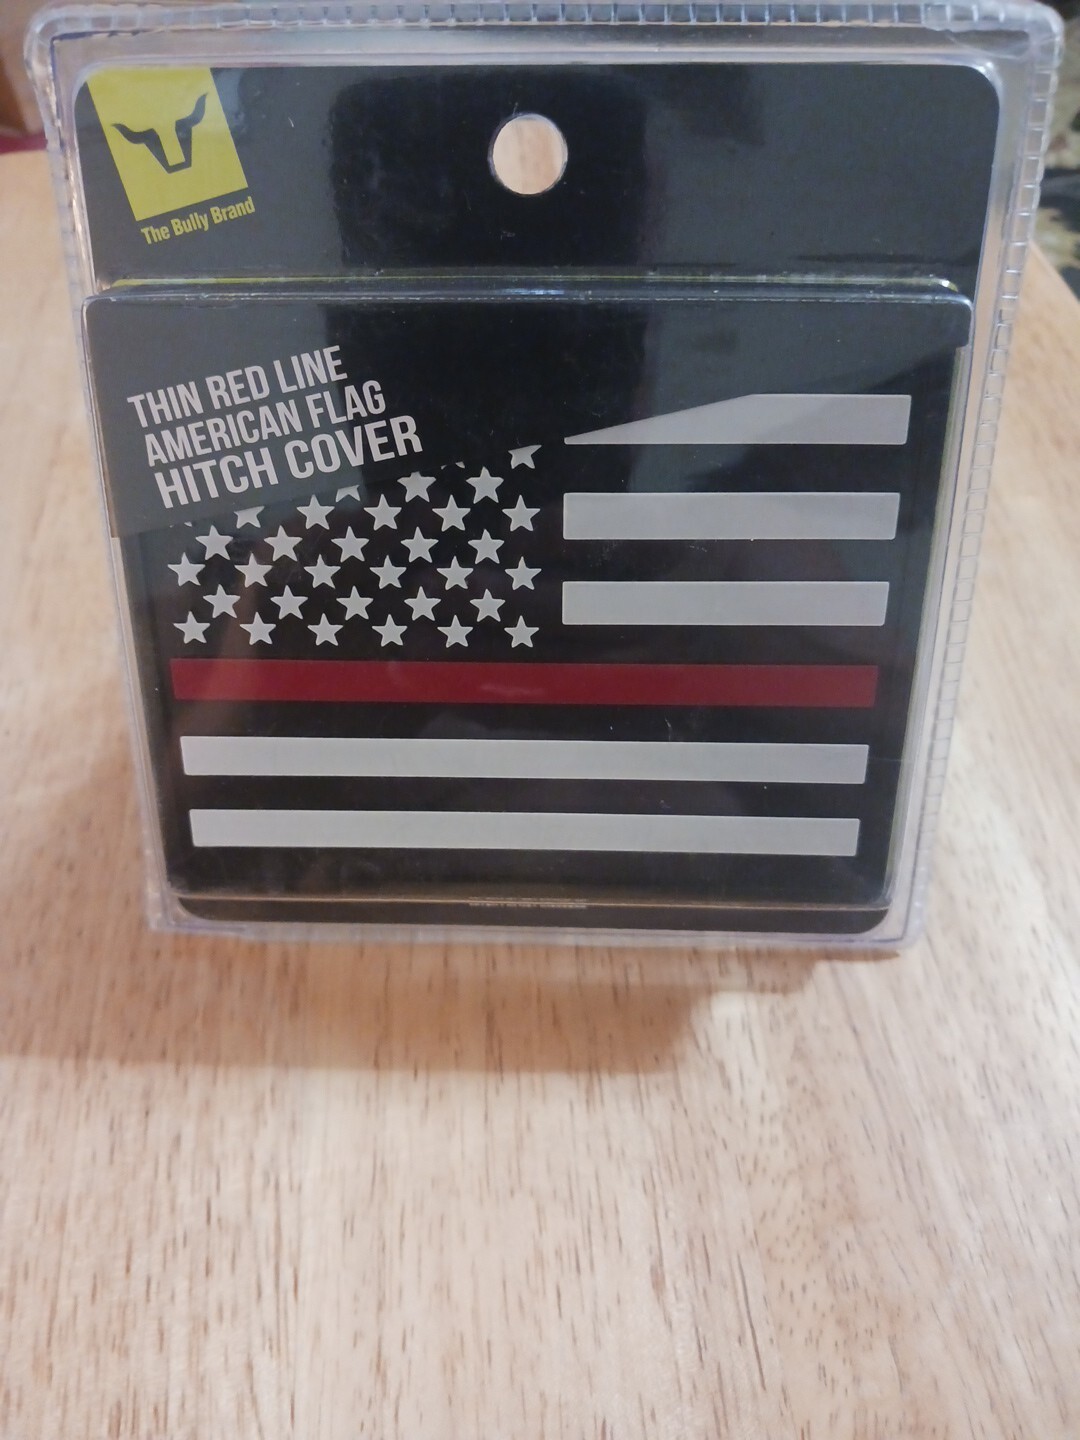 The Bully Brand
THIN RED LINE
AMERICAN FLAG
HITCH COVER